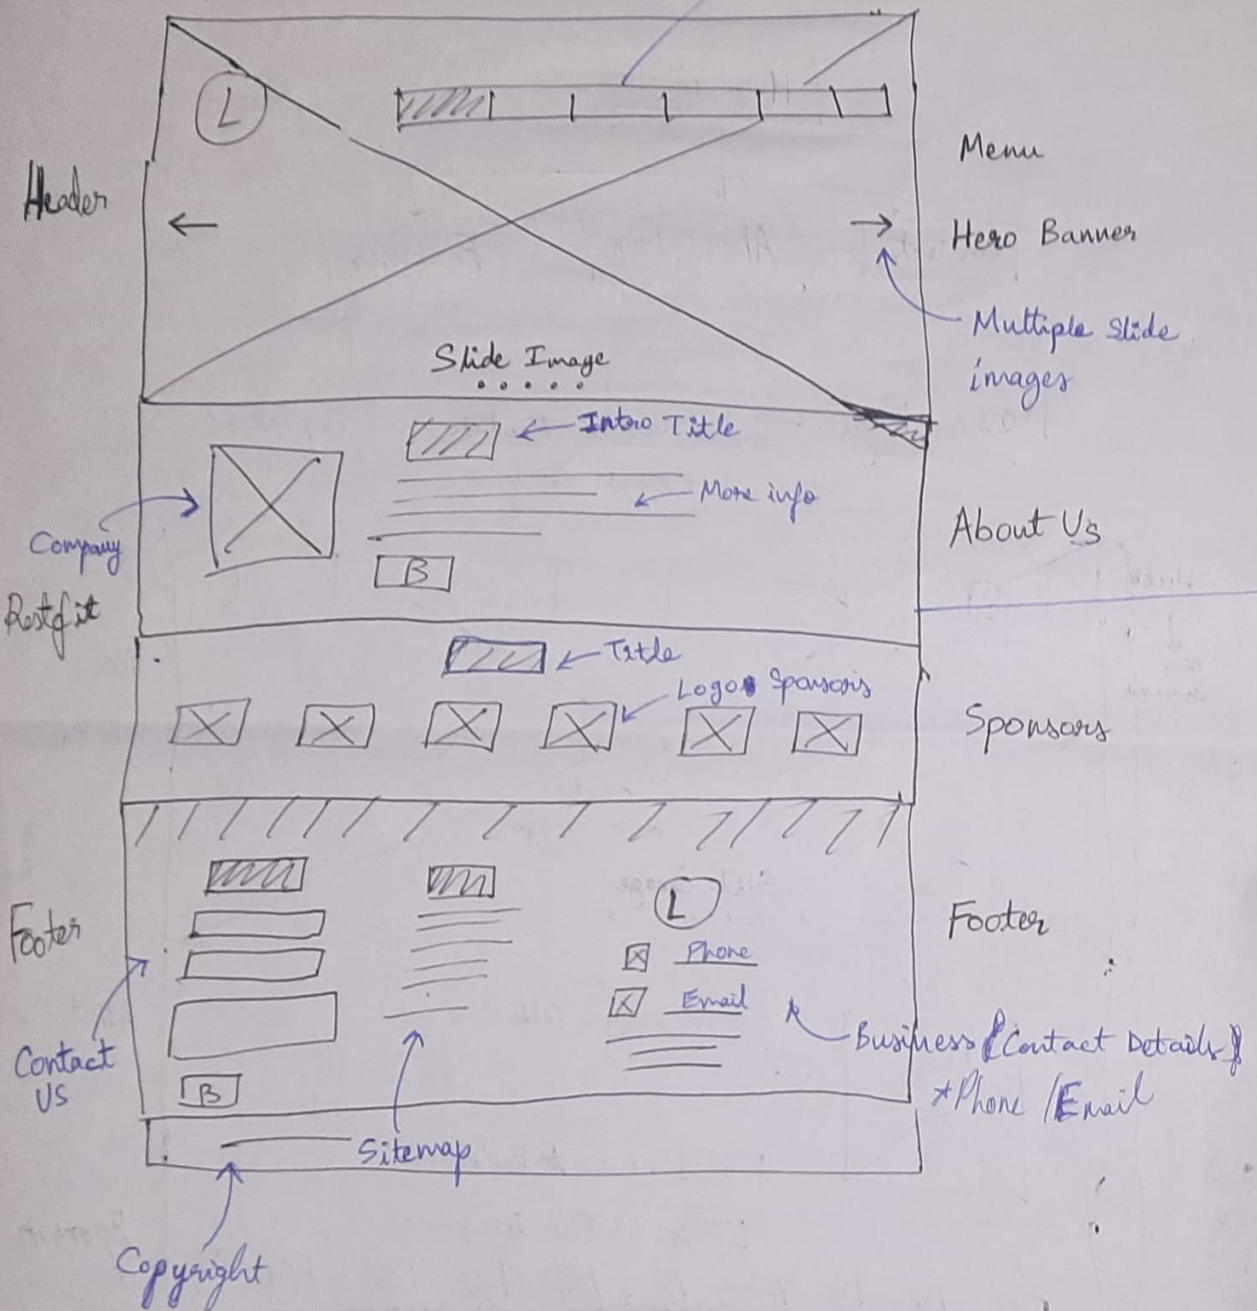 L
Menu
Header
Hero Banner
Multiple Slide
images
Slide Image
Intro Title
More info
Company
About Us
B
Title
Logo Sponsors
Sponsors
L
Footer
Phone
Footer
Email
Business (Contact Details)
Contact
US
B
*Phone / Email
Sitemap
Copyright